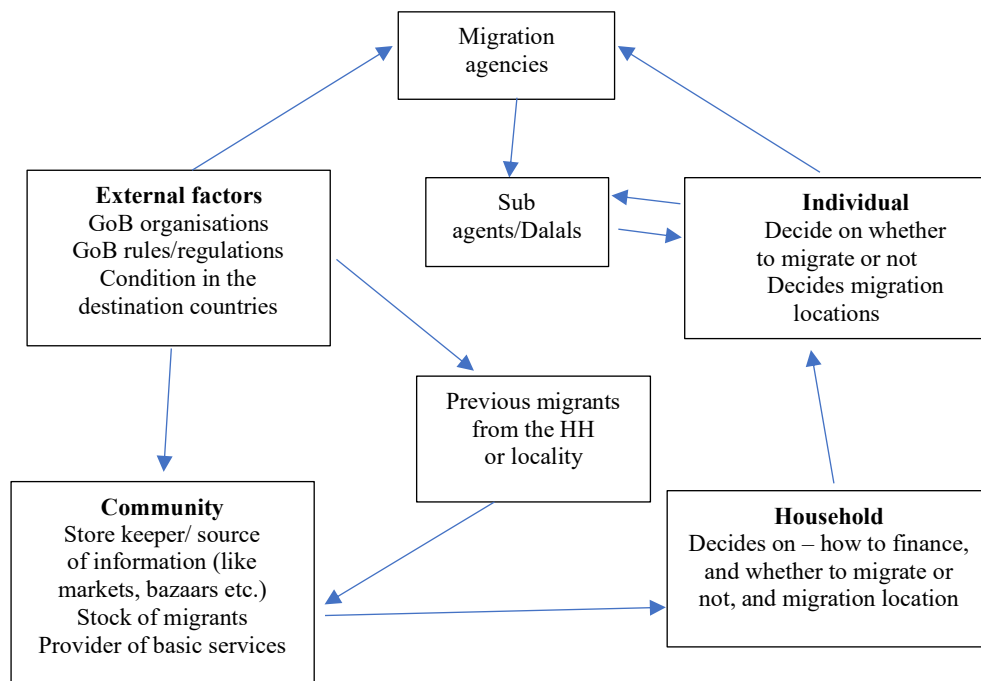 Migration
agencies
External factors
GoB organisations
GoB rules/regulations
Condition in the
destination countries
Sub
agents/Dalals
Individual
Decide on whether
to migrate or not
Decides migration
locations
Previous migrants
from the HH
or locality
Community
Store keeper/ source
of information (like
markets, bazaars etc.)
Stock of migrants
Provider of basic services
Household
Decides on – how to finance,
and whether to migrate or
not, and migration location